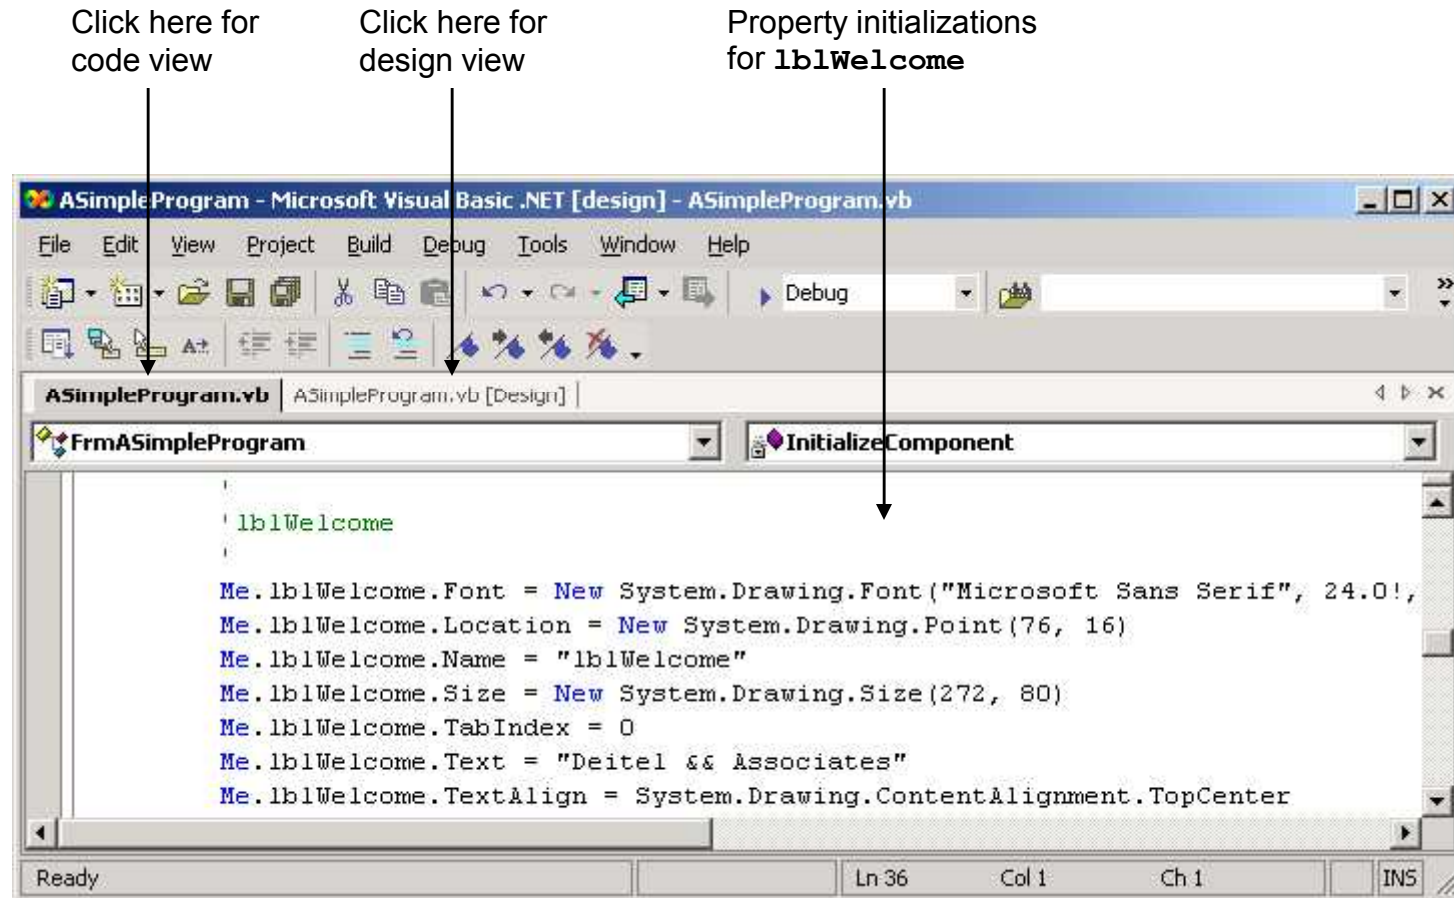 Click here for
code view
Click here for
design view
Property initializations
for lblWelcome
ASimpleProgram - Microsoft Visual Basic .NET [design] - ASimpleProgram.vb
File Edit View Project Build Debug Tools Window Help
Debug
ASimpleProgram.vb ASimpleProgram.vb [Design]
FrmASimpleProgram InitializeComponent
'
'lblWelcome
'
Me.lblWelcome.Font = New System.Drawing.Font("Microsoft Sans Serif", 24.0!,
Me.lblWelcome.Location = New System.Drawing.Point(76, 16)
Me.lblWelcome.Name = "lblWelcome"
Me.lblWelcome.Size = New System.Drawing.Size(272, 80)
Me.lblWelcome.TabIndex = 0
Me.lblWelcome.Text = "Deitel && Associates"
Me.lblWelcome.TextAlign = System.Drawing.ContentAlignment.TopCenter
Ready Ln 36 Col 1 Ch 1 INS